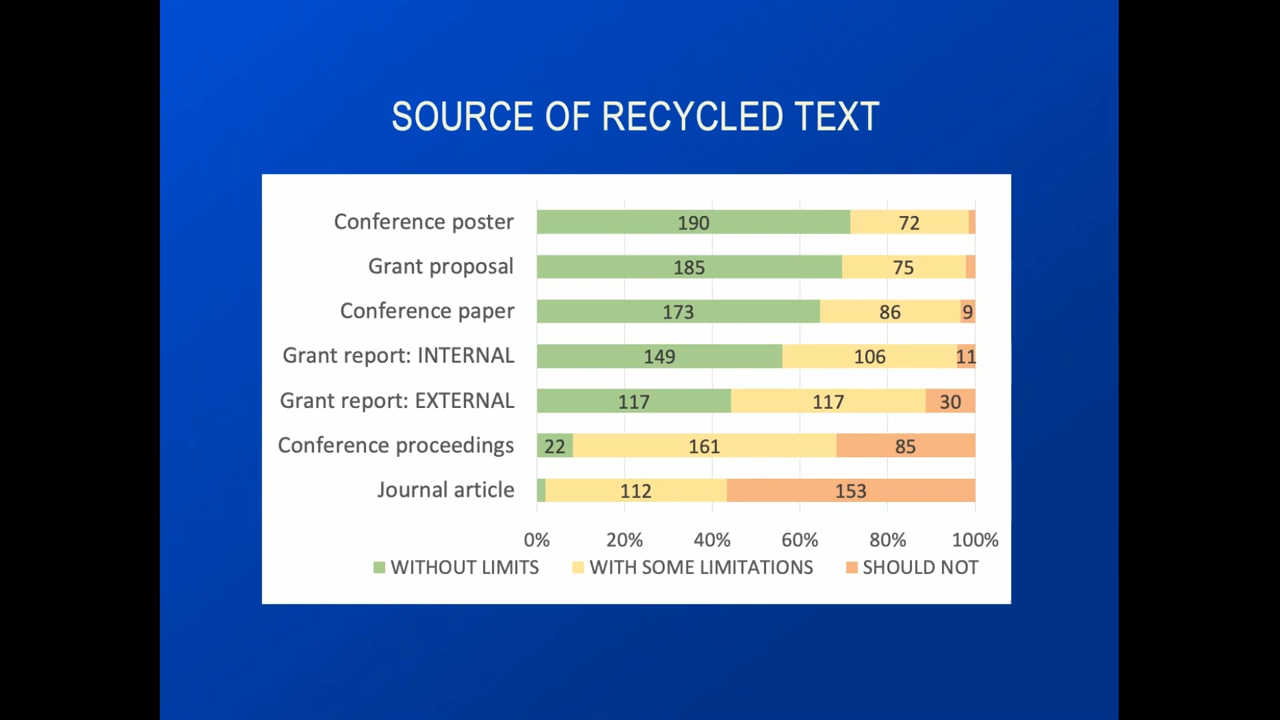 SOURCE OF RECYCLED TEXT
Conference poster 190 72
Grant proposal 185 75
Conference paper 173 86 9
Grant report: INTERNAL 149 106 11
Grant report: EXTERNAL 117 117 30
Conference proceedings 22 161 85
Journal article 112 153
0% 20% 40% 60% 80% 100%
WITHOUT LIMITS WITH SOME LIMITATIONS SHOULD NOT